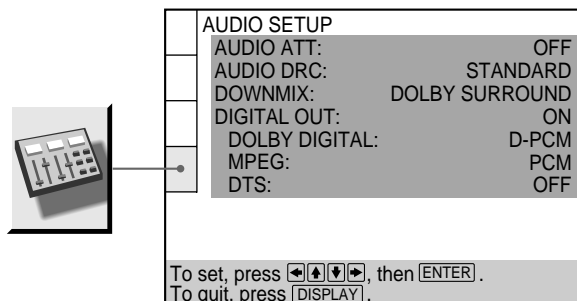 AUDIO SETUP
AUDIO ATT: OFF
AUDIO DRC: STANDARD
DOWNMIX: DOLBY SURROUND
DIGITAL OUT: ON
DOLBY DIGITAL: D-PCM
MPEG: PCM
DTS: OFF
To set, press ←↑↓→, then ENTER.
To quit, press DISPLAY.